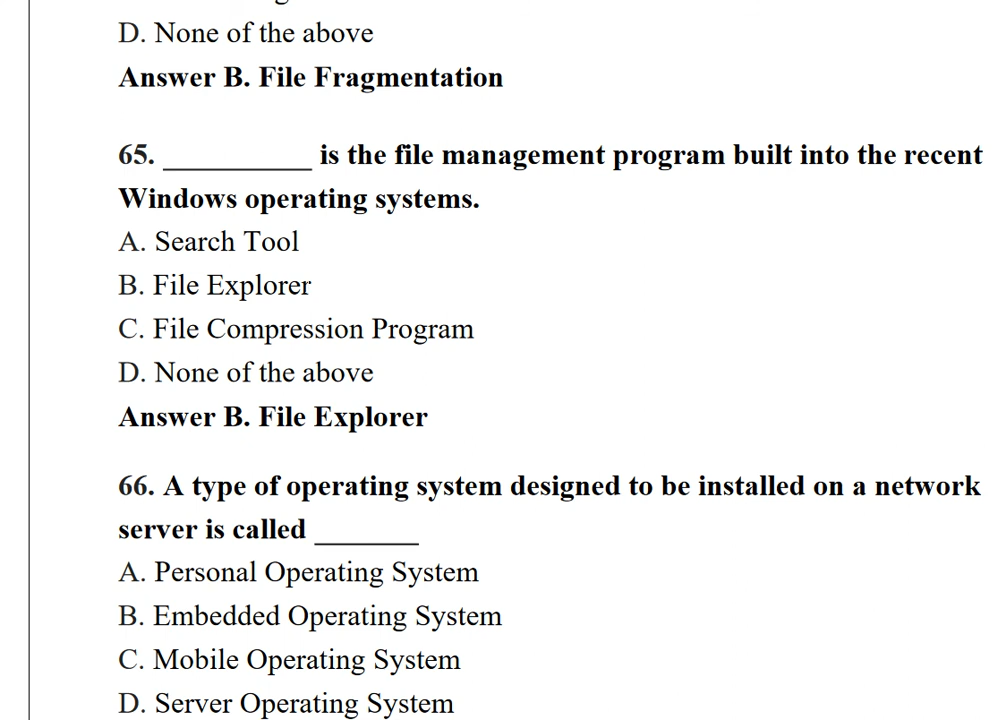 D. None of the above
Answer B. File Fragmentation
65. __________ is the file management program built into the recent
Windows operating systems.
A. Search Tool
B. File Explorer
C. File Compression Program
D. None of the above
Answer B. File Explorer
66. A type of operating system designed to be installed on a network
server is called _______
A. Personal Operating System
B. Embedded Operating System
C. Mobile Operating System
D. Server Operating System